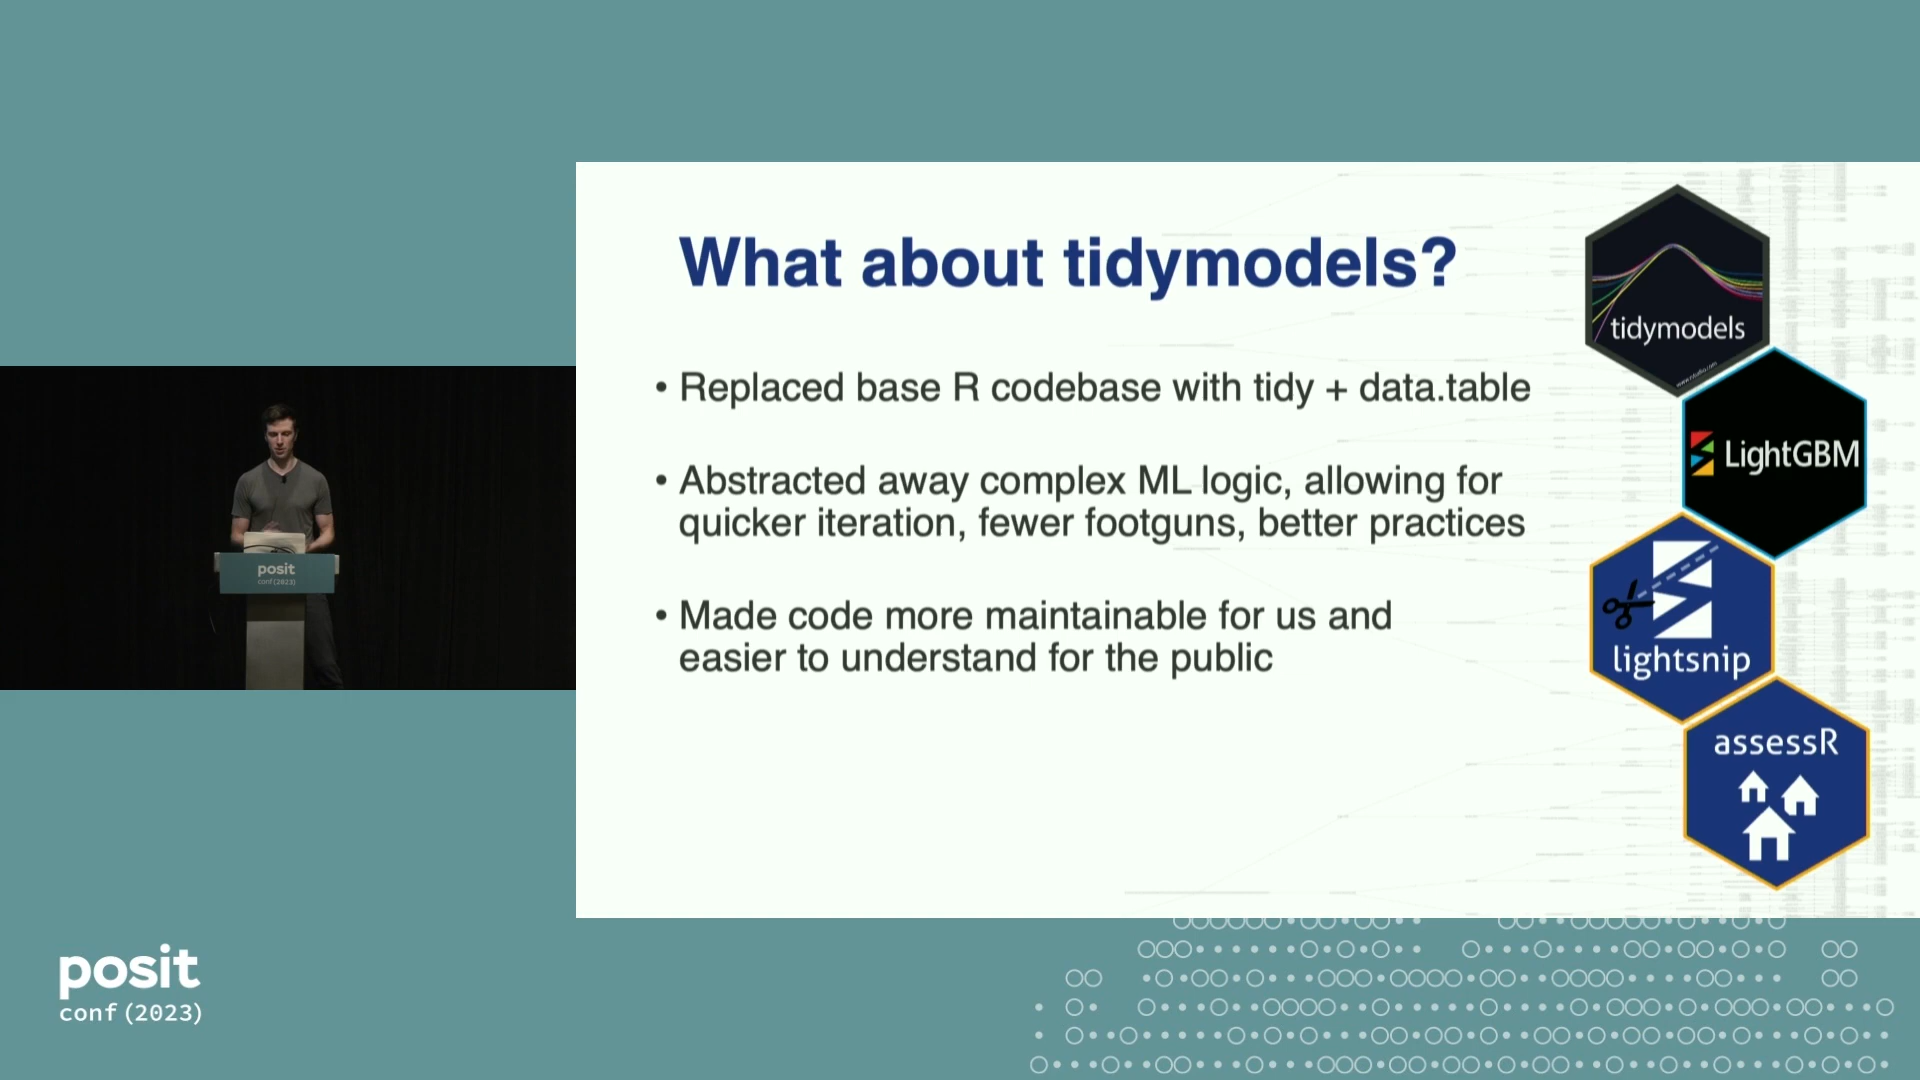 What about tidymodels?
• Replaced base R codebase with tidy + data.table
• Abstracted away complex ML logic, allowing for
quicker iteration, fewer footguns, better practices
• Made code more maintainable for us and
easier to understand for the public
tidymodels
LightGBM
lightsnip
assessR
posit
conf(2023)
posit
conf(2023)